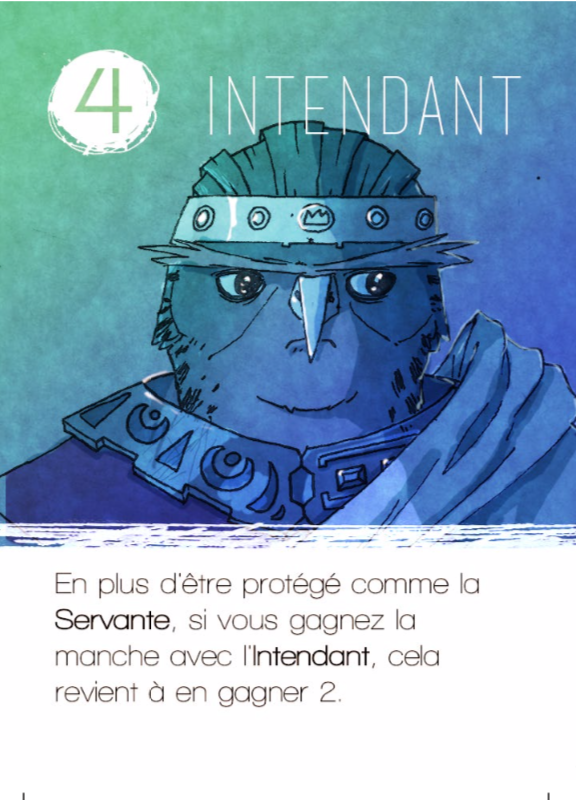 4 INTENDANT
En plus d'être protégé comme la
Servante, si vous gagnez la
manche avec l'Intendant, cela
revient à en gagner 2.